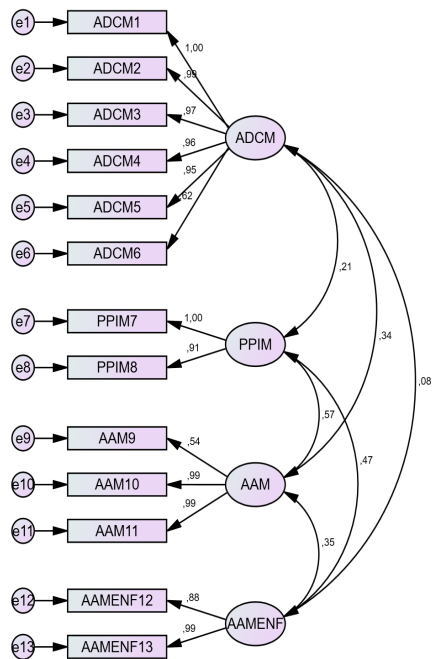 e1 ADCM1
1,00
e2 ADCM2
,99
e3 ADCM3
,97
ADCM
e4 ADCM4
,96
e5 ADCM5
,95
e6 ADCM6
,62
,21
e7 PPIM7
1,00
PPIM
,34
e8 PPIM8
,91
,08
,57
e9 AAM9
,54
,47
e10 AAM10
,99
AAM
e11 AAM11
,99
,35
e12 AAMENF12
,88
AAMENF
e13 AAMENF13
,99